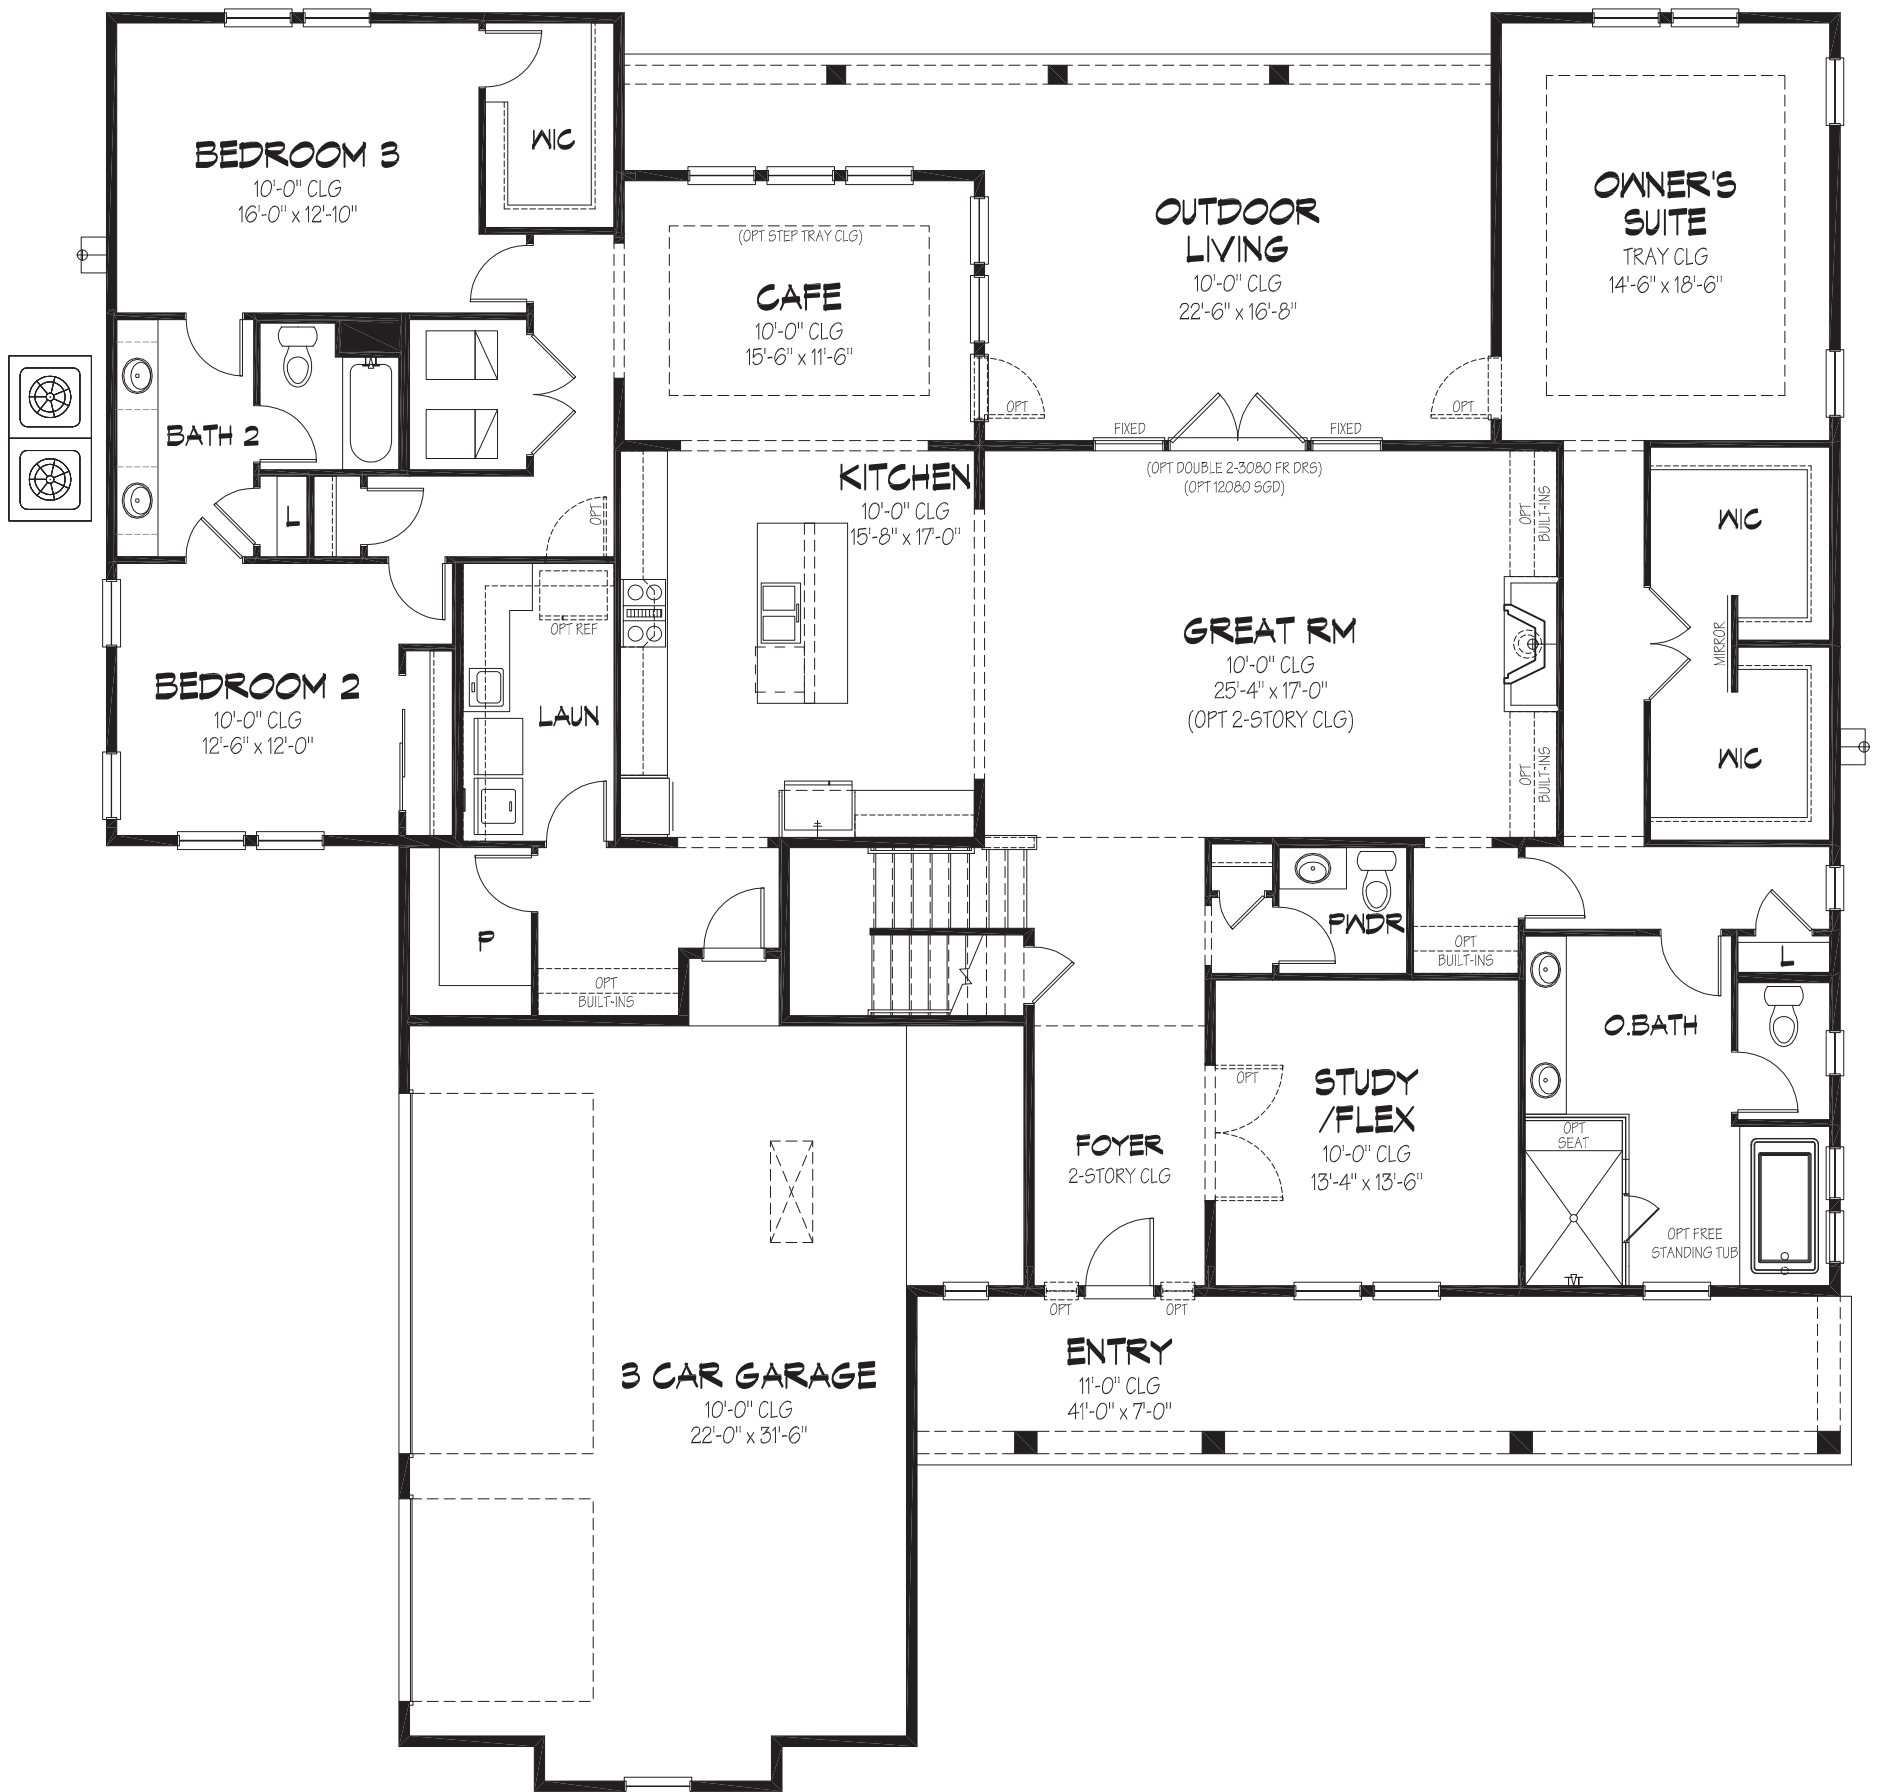 BEDROOM 3
10'-0" CLG
16'-0" x 12'-10"
WIC
(OPT STEP TRAY CLG)
CAFE
10'-0" CLG
15'-6" x 11'-6"
OUTDOOR
LIVING
10'-0" CLG
22'-6" x 16'-8"
OWNER'S
SUITE
TRAY CLG
14'-6" x 18'-6"
OPT
OPT
FIXED
FIXED
(OPT DOUBLE 2-3080 FR DRS)
(OPT 12080 SGD)
BATH 2
L
OPT
KITCHEN
10'-0" CLG
15'-8" x 17'-0"
OPT
BUILT-INS
WIC
MIRROR
WIC
OPT REF
BEDROOM 2
10'-0" CLG
12'-6" x 12'-0"
LAUN
GREAT RM
10'-0" CLG
25'-4" x 17'-0"
(OPT 2-STORY CLG)
OPT
BUILT-INS
P
OPT
BUILT-INS
PWDR
OPT
BUILT-INS
L
O.BATH
OPT
STUDY
/FLEX
10'-0" CLG
13'-4" x 13'-6"
FOYER
2-STORY CLG
OPT
SEAT
OPT FREE
STANDING TUB
OPT
OPT
ENTRY
11'-0" CLG
41'-0" x 7'-0"
3 CAR GARAGE
10'-0" CLG
22'-0" x 31'-6"